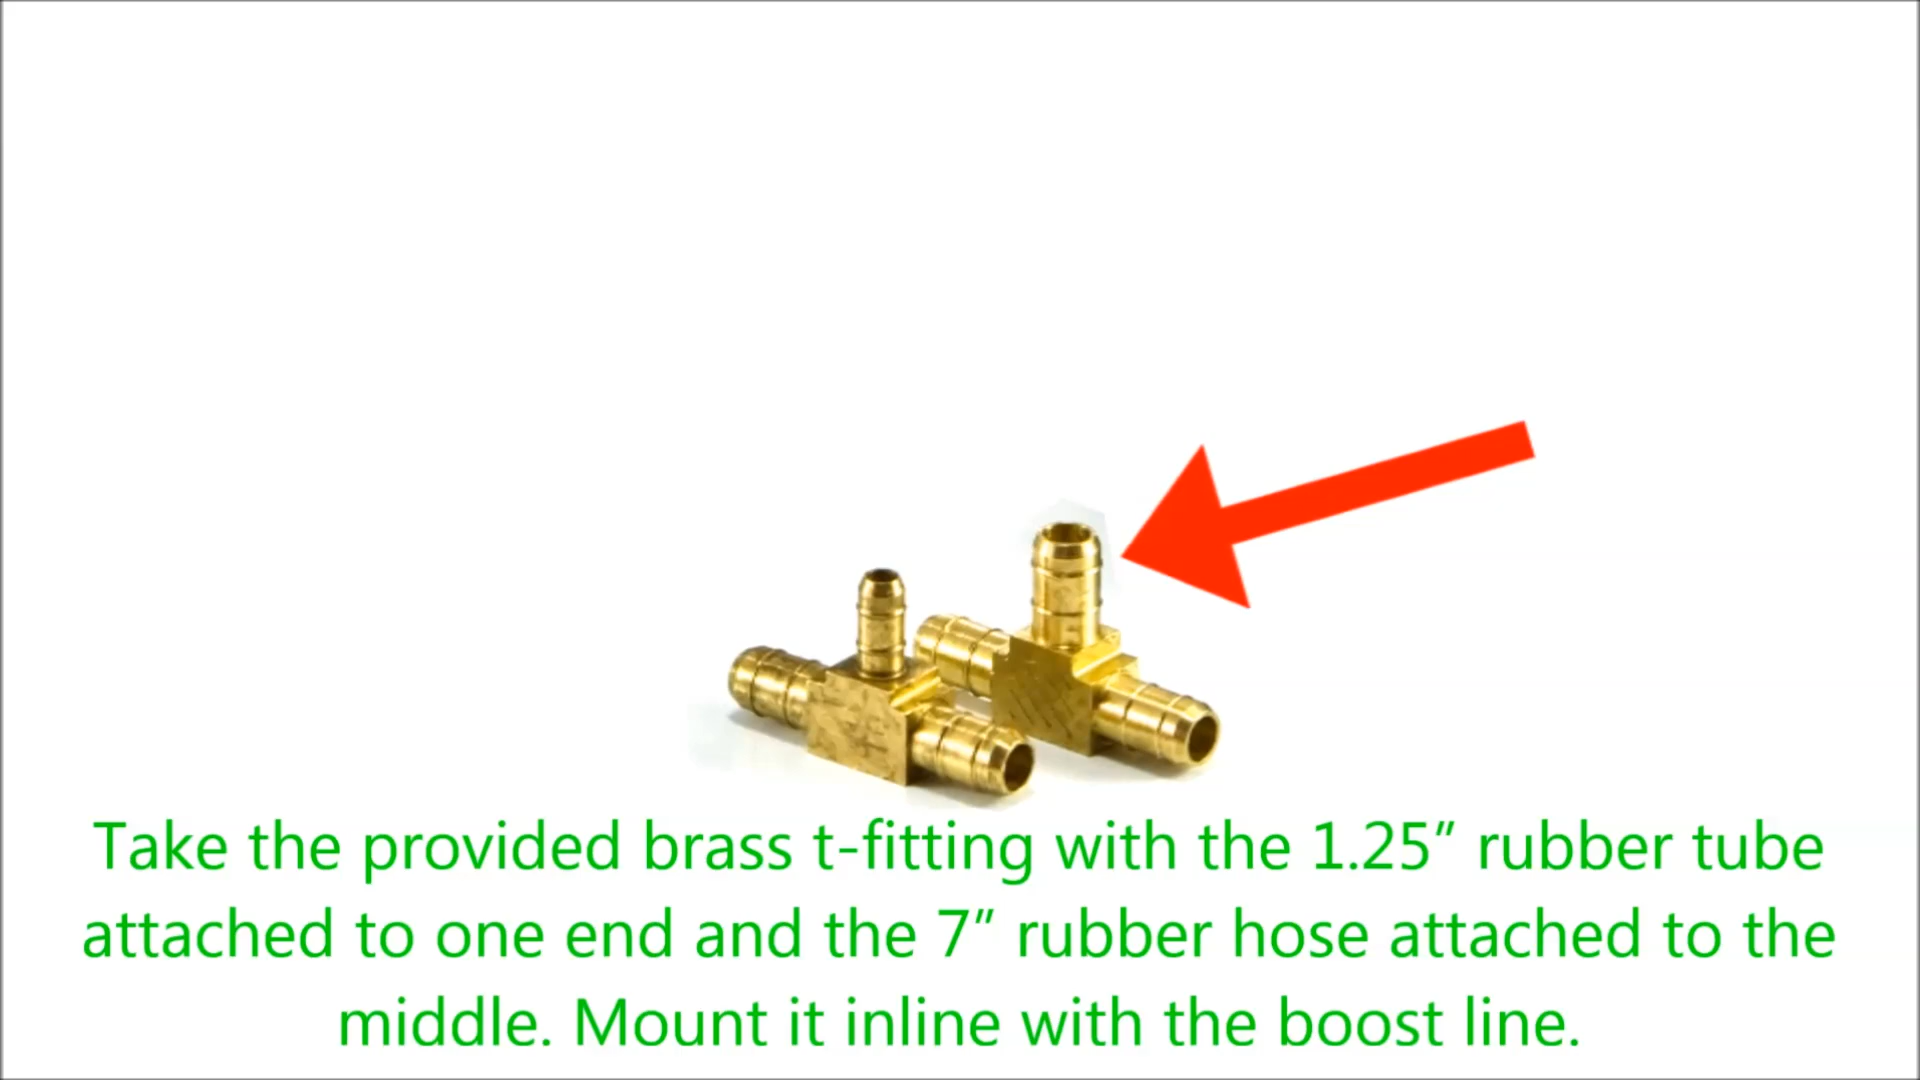 Take the provided brass t-fitting with the 1.25” rubber tube
attached to one end and the 7” rubber hose attached to the
middle. Mount it inline with the boost line.